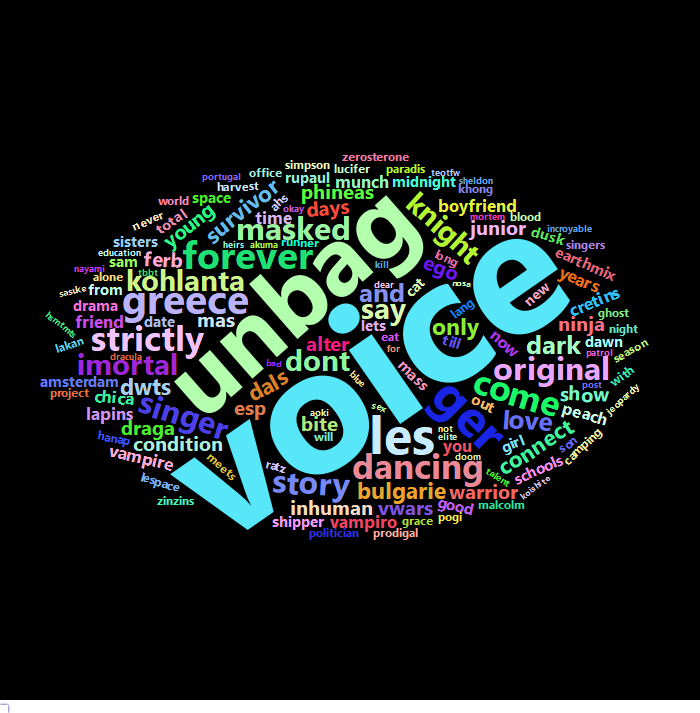 zerosterone
simpson
lucifer
paradis
teotfw
portugal
office
rupaul
munch
midnight
sheldon
khong
harvest
ahs
phineas
world
space
survivor
okay
days
knight
boyfriend
mortem
blood
incroyable
never
total
young
time
masked
junior
dusk
singers
sisters
heirs
akuma
runner
forever
unbag
ego
bng
earthmix
education
sam
ferb
kill
voice
nayami
tbbt
kohlanta
dear
cat
nosa
new
years
alone
from
greece
and
say
lang
cretins
sasuke
drama
friend
date
mas
lets
only
till
now
ninja
ghost
night
lakan
strictly
eat
for
dark
dawn
patrol
season
dracula
imortal
bad
dont
alter
mass
original
with
amsterdam
dwts
dals
blue
come
show
post
project
chica
singer
esp
aoki
sex
ger
out
love
peach
jeopardy
lapins
draga
bite
will
les
not
elite
you
girl
connect
son
camping
hanap
condition
meets
ratz
dancing
doom
talent
schools
koishite
vampire
lespace
story
bulgarie
warrior
zinzins
inhuman
vwars
good
malcolm
shipper
vampiro
grace
pogi
politician
prodigal